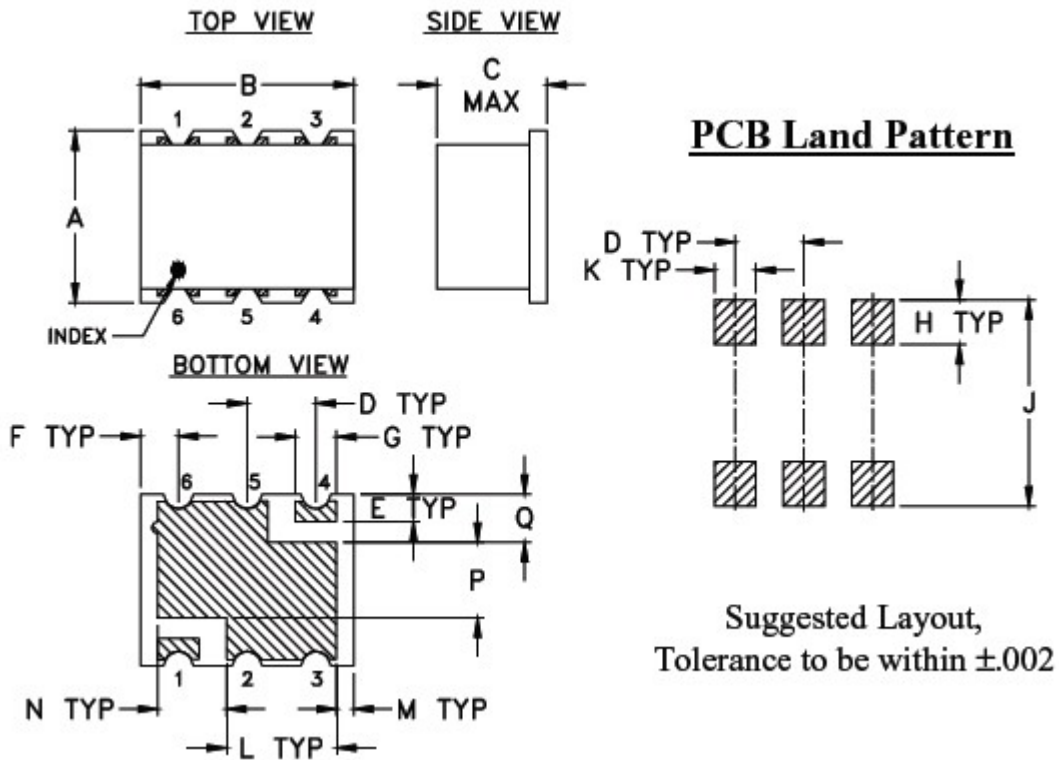 TOP VIEW
SIDE VIEW
B
C
MAX
1 2 3
A
6 5 4
INDEX
PCB Land Pattern
D TYP
K TYP
H TYP
J
BOTTOM VIEW
D TYP
F TYP
G TYP
6 5 4
E TYP
Q
P
1 2 3
N TYP
M TYP
L TYP
Suggested Layout,
Tolerance to be within ±.002